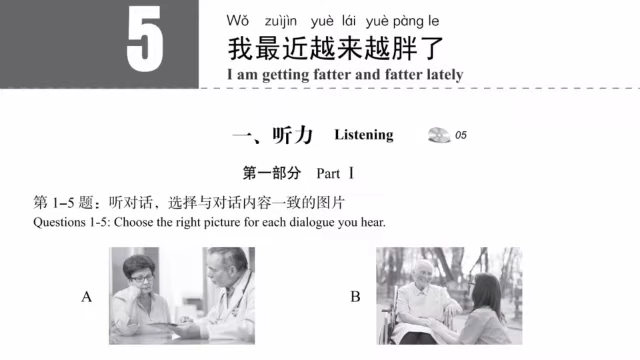 5
Wǒ zuìjìn yuè lái yuè pàng le
我最近越来越胖了
I am getting fatter and fatter lately
一、听力 Listening 05
第一部分 Part Ⅰ
第 1-5 题：听对话，选择与对话内容一致的图片
Questions 1-5: Choose the right picture for each dialogue you hear.
A B